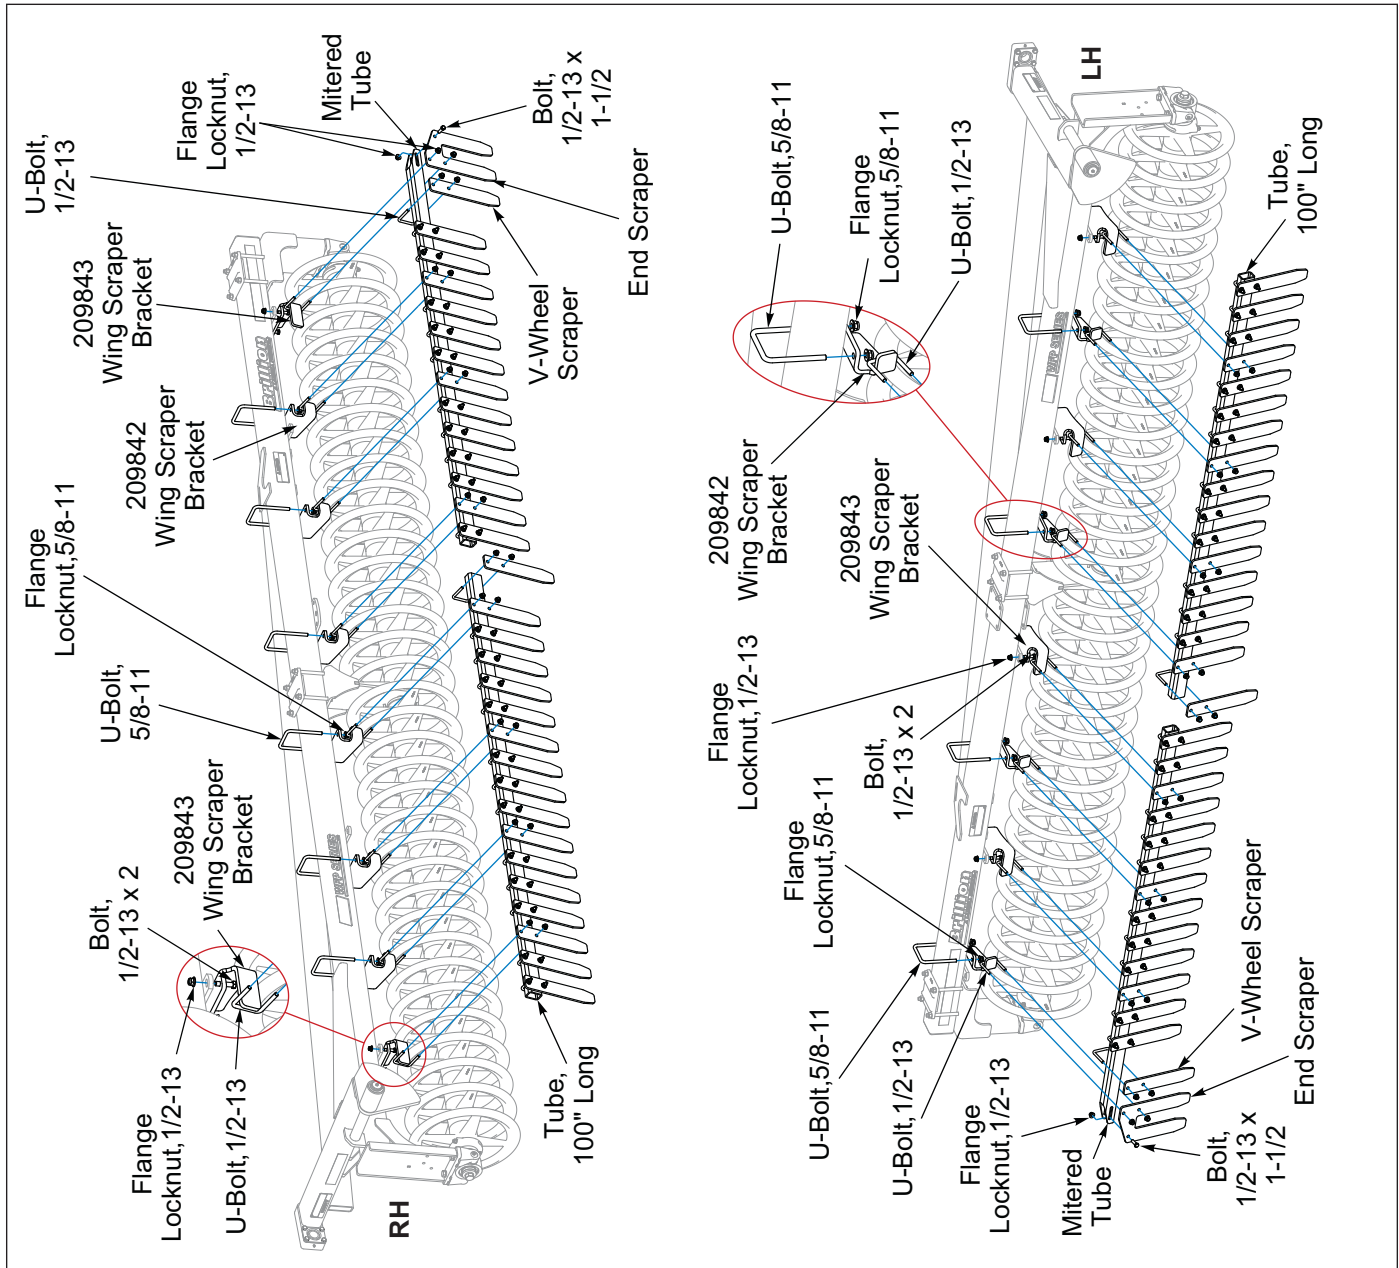 U-Bolt,
1/2-13
Flange
Locknut,
1/2-13
Mitered
Tube
Bolt,
1/2-13 x
1-1/2
209843
Wing Scraper
Bracket
209842
Wing Scraper
Bracket
Flange
Locknut,5/8-11
U-Bolt,
5/8-11
209843
Wing Scraper
Bracket
Bolt,
1/2-13 x 2
Flange
Locknut,1/2-13
U-Bolt,1/2-13
RH
Tube,
100" Long
V-Wheel
Scraper
End Scraper
Brillion
WP SERIES
LH
U-Bolt,5/8-11
Flange
Locknut,5/8-11
U-Bolt,1/2-13
Tube,
100" Long
209842
Wing Scraper
Bracket
209843
Wing Scraper
Bracket
Flange
Locknut,1/2-13
Bolt,
1/2-13 x 2
Flange
Locknut,5/8-11
U-Bolt,5/8-11
U-Bolt,1/2-13
Flange
Locknut,1/2-13
Mitered
Tube
Bolt,
1/2-13 x
1-1/2
End Scraper
V-Wheel Scraper
Brillion
WP SERIES